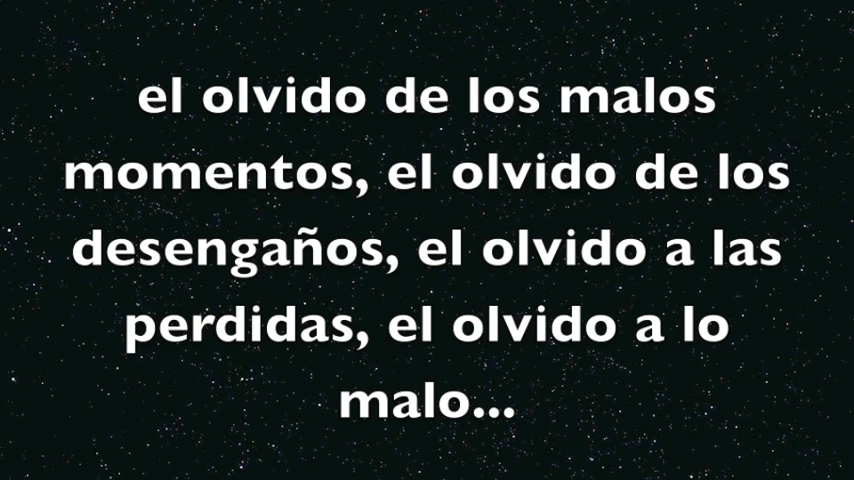 el olvido de los malos
momentos, el olvido de los
desengaños, el olvido a las
perdidas, el olvido a lo
malo...